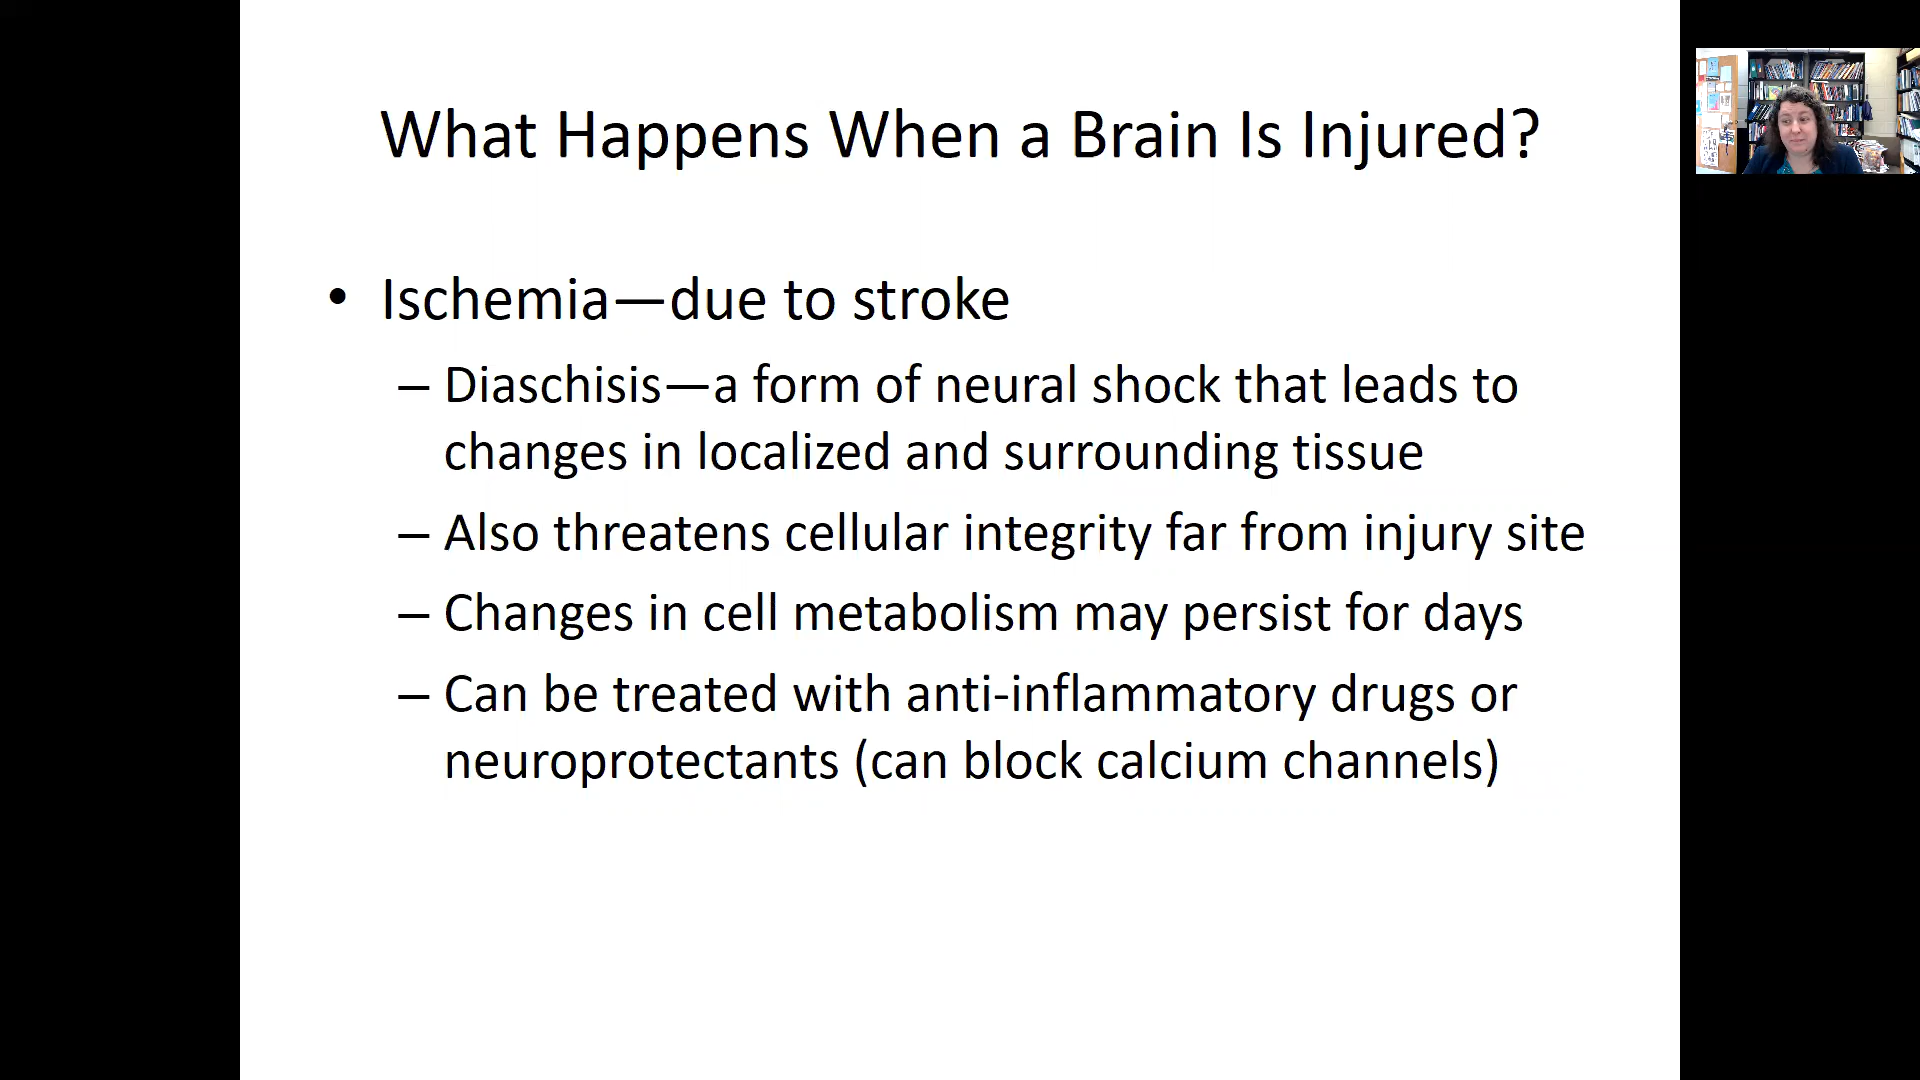 What Happens When a Brain Is Injured?
• Ischemia—due to stroke
– Diaschisis—a form of neural shock that leads to
changes in localized and surrounding tissue
– Also threatens cellular integrity far from injury site
– Changes in cell metabolism may persist for days
– Can be treated with anti-inflammatory drugs or
neuroprotectants (can block calcium channels)